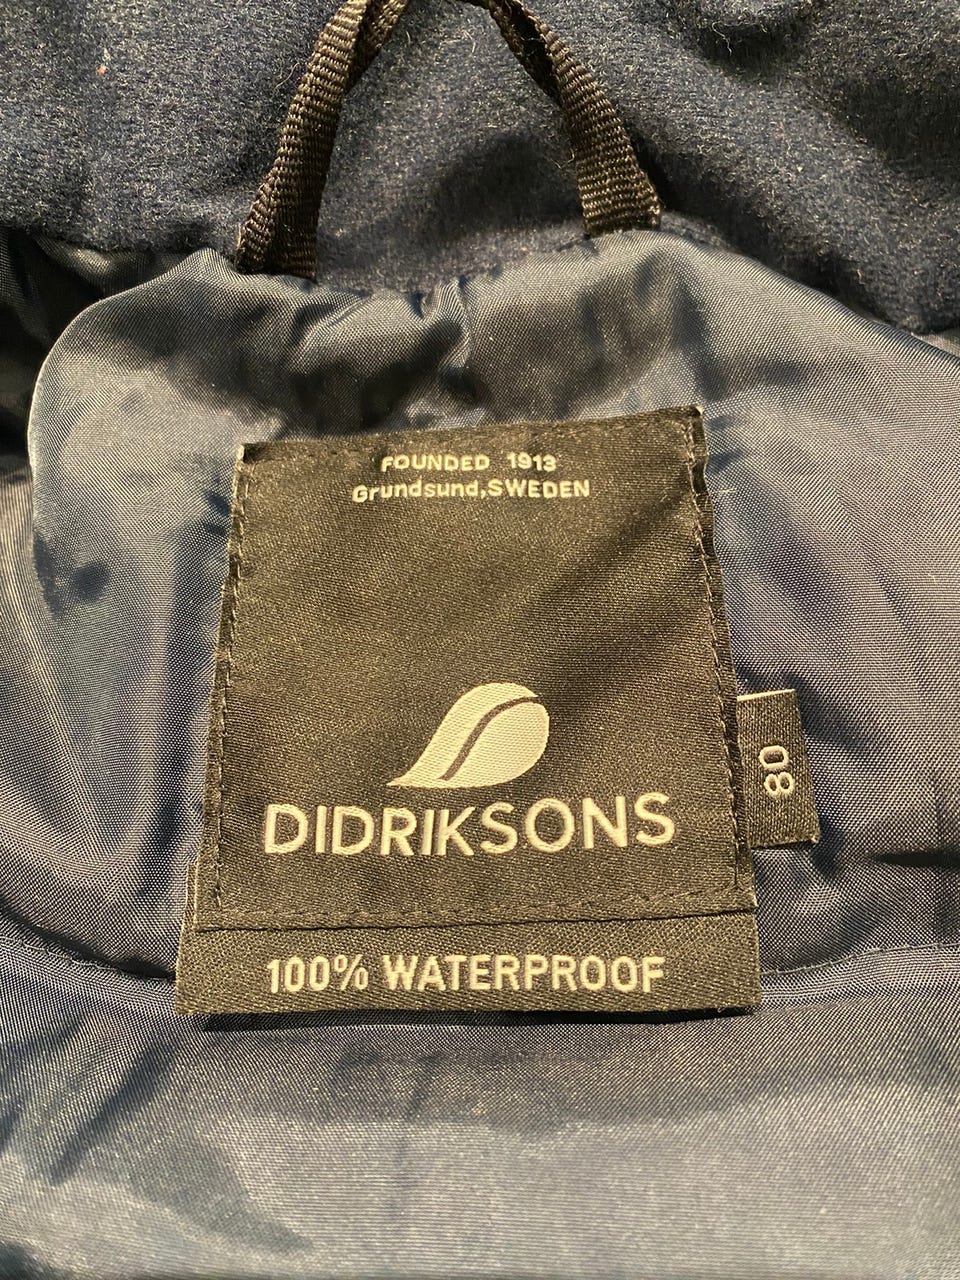 FOUNDED 1913
Grundsund,SWEDEN
DIDRIKSONS
80
100% WATERPROOF